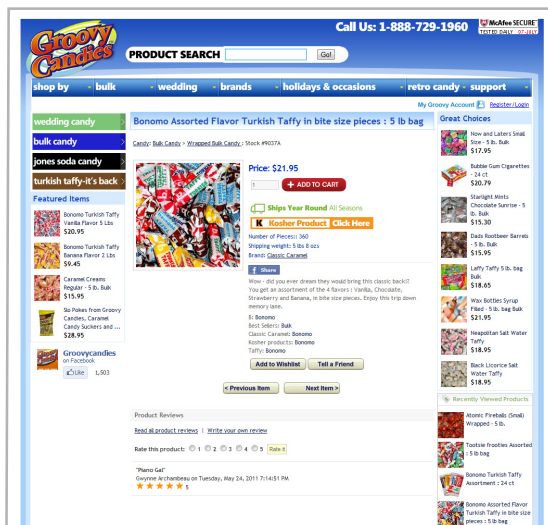 Groovy Candies
Call Us: 1-888-729-1960
McAfee SECURE
TESTED DAILY 07-JULY
PRODUCT SEARCH
Go!
shop by
bulk
wedding
brands
holidays & occasions
retro candy
support
My Groovy Account
Register/Login
wedding candy
bulk candy
jones soda candy
turkish taffy-it's back
Featured Items
Bonomo Turkish Taffy
Vanilla Flavor 5 Lbs
$20.95
Bonomo Turkish Taffy
Banana Flavor 2 Lbs
$9.45
Caramel Creams
Regular - 5 lb. Bulk
$15.95
Slo Pokes from Groovy
Candies, Caramel
Candy Suckers and ...
$28.95
Groovycandies
on Facebook
Like
1,503
Bonomo Assorted Flavor Turkish Taffy in bite size pieces : 5 lb bag
Candy: Bulk Candy > Wrapped Bulk Candy : Stock #9037A
Price: $21.95
1
+ ADD TO CART
Ships Year Round All Seasons
K Kosher Product Click Here
Number of Pieces:: 360
Shipping weight: 5 lbs 8 ozs
Brand: Classic Caramel
f Share
Wow - did you ever dream they would bring this classic back!?
You get an assortment of the 4 flavors : Vanilla, Chocolate,
Strawberry and Banana, in bite size pieces. Enjoy this trip down
memory lane.
B: Bonomo
Best Sellers: Bulk
Classic Caramel: Bonomo
Kosher products: Bonomo
Taffy: Bonomo
Add to Wishlist
Tell a Friend
< Previous Item
Next Item >
Product Reviews
Read all product reviews | Write your own review
Rate this product: 1 2 3 4 5 Rate it
"Piano Gal"
Gwynne Archambeau on Tuesday, May 24, 2011 7:14:51 PM
5
Great Choices
Now and Laters Small
Size - 5 lb. Bulk
$17.95
Bubble Gum Cigarettes
- 24 ct
$20.79
Starlight Mints
Chocolate Sunrise - 5
lb. Bulk
$15.30
Dads Rootbeer Barrels
- 5 lb. Bulk
$15.95
Laffy Taffy 5 lb. bag
Bulk
$18.65
Wax Bottles Syrup
Filled - 5 lb. bag Bulk
$21.95
Neapolitan Salt Water
Taffy
$18.95
Black Licorice Salt
Water Taffy
$18.95
Recently Viewed Products
Atomic Fireballs (Small)
Wrapped - 5 lb.
Tootsie frooties Assorted
: 5 lb bag
Bonomo Turkish Taffy
Assortment : 24 ct
Bonomo Assorted Flavor
Turkish Taffy in bite size
pieces : 5 lb bag